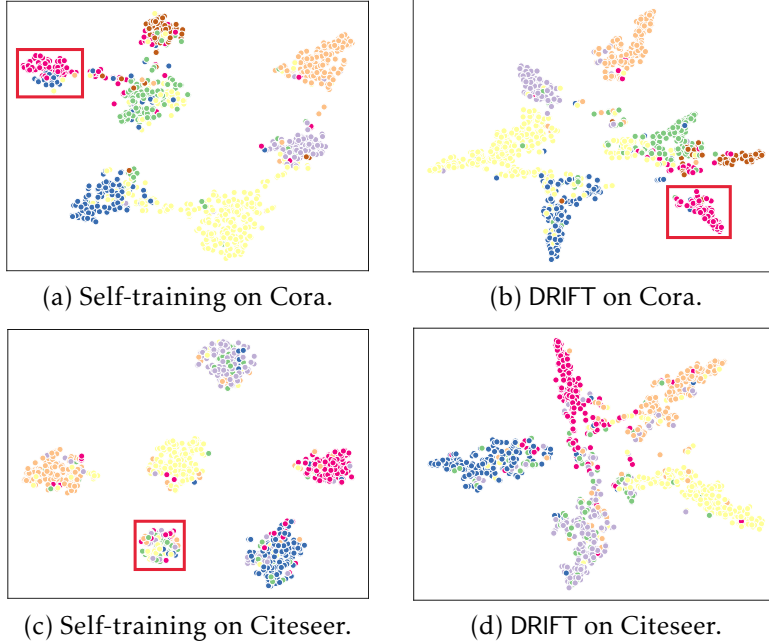 (a) Self-training on Cora.
(b) DRIFT on Cora.
(c) Self-training on Citeseer.
(d) DRIFT on Citeseer.